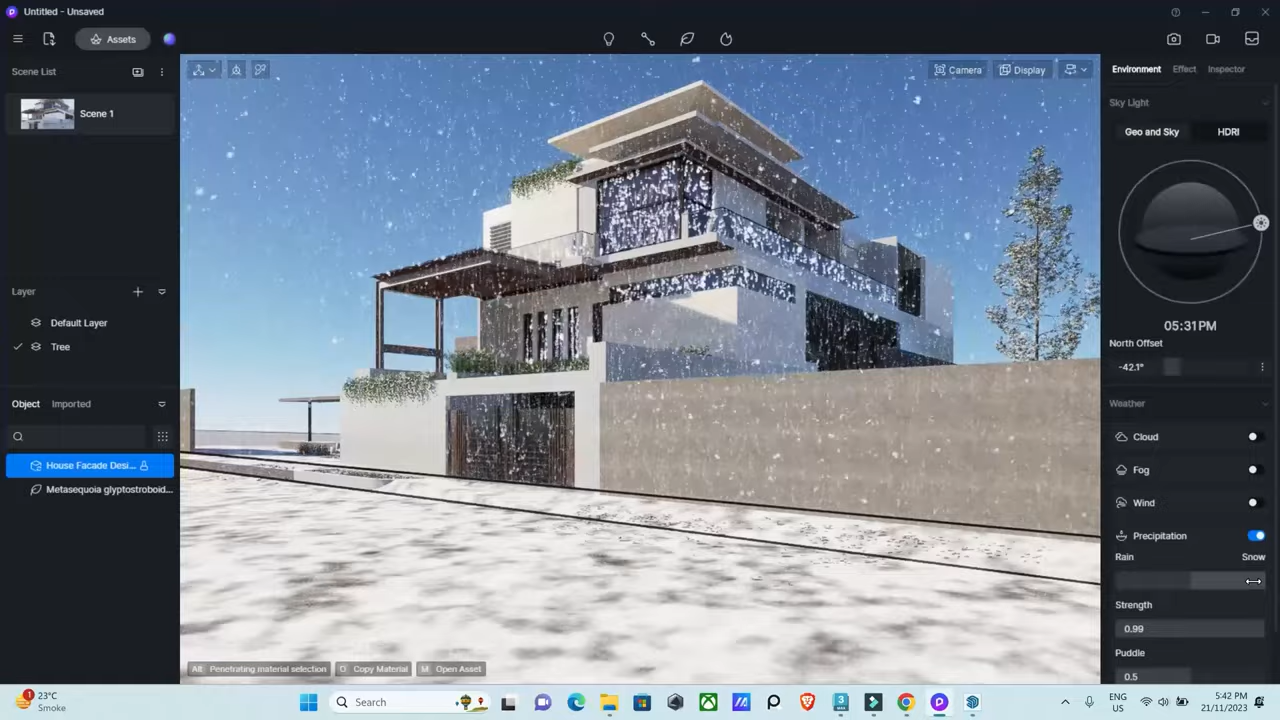 Untitled - Unsaved
Assets
Scene List
Scene 1
Layer
Default Layer
Tree
Object Imported
House Facade Desi...
Metasequoia glyptostroboid...
Camera
Display
Alt Penetrating material selection
Copy Material
M Open Asset
Environment Effect Inspector
Sky Light
Geo and Sky HDRI
05:31PM
North Offset
-42.1°
Weather
Cloud
Fog
Wind
Precipitation
Rain Snow
Strength
0.99
Puddle
0.5
1
23°C
Smoke
Search
ENG
US
5:42 PM
21/11/2023